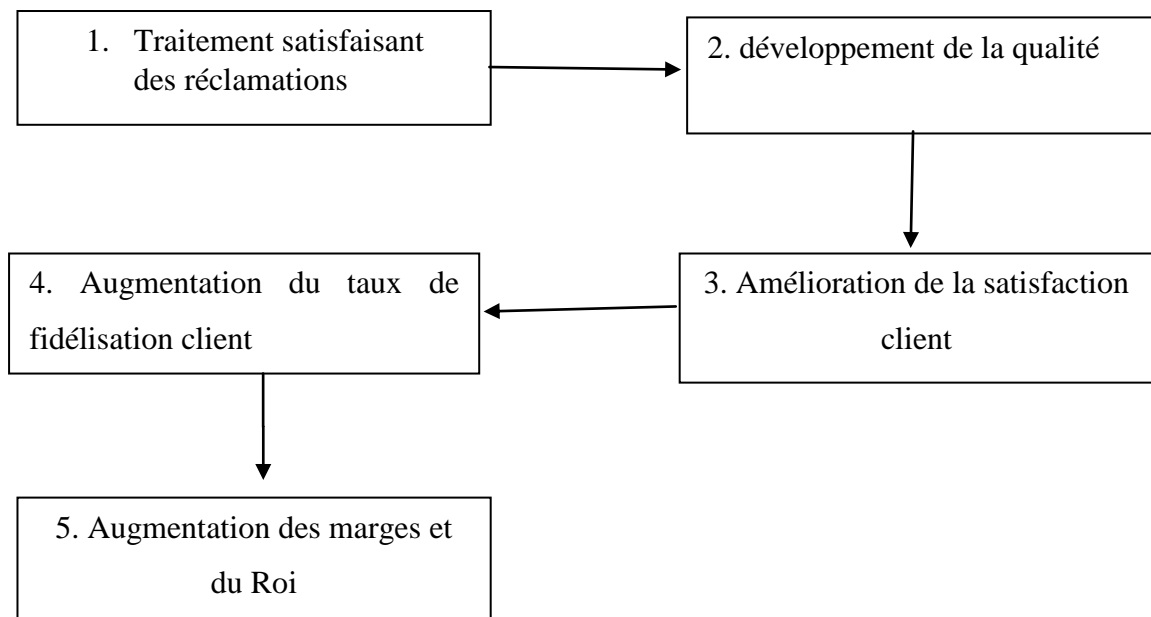 1. Traitement satisfaisant
des réclamations
2. développement de la qualité
3. Amélioration de la satisfaction
client
4. Augmentation du taux de
fidélisation client
5. Augmentation des marges et
du Roi